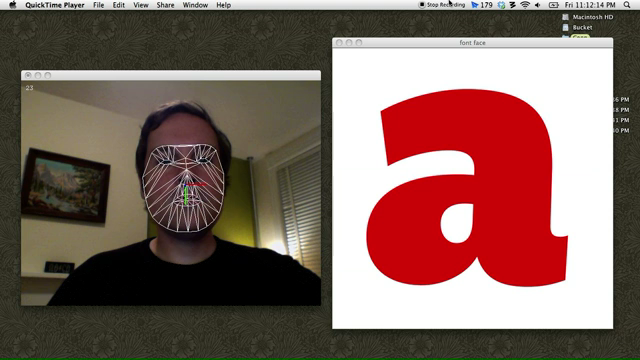 QuickTime Player File Edit View Share Window Help Stop Recording 179 Fri 11:12:14 PM
Macintosh HD
Bucket
font face
23
a